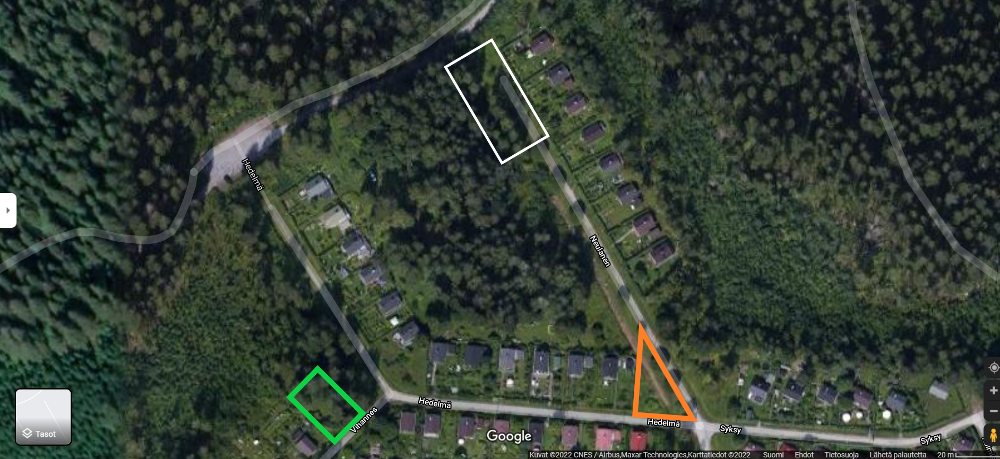 Hedelmä
Neulanen
Hedelmä
Vihannes
Hedelmä
Syksy
Syksy
Tasot
Google
Kuvat ©2022 CNES / Airbus,Maxar Technologies,Karttatiedot ©2022 Suomi Ehdot Tietosuoja Lähetä palautetta 20 m